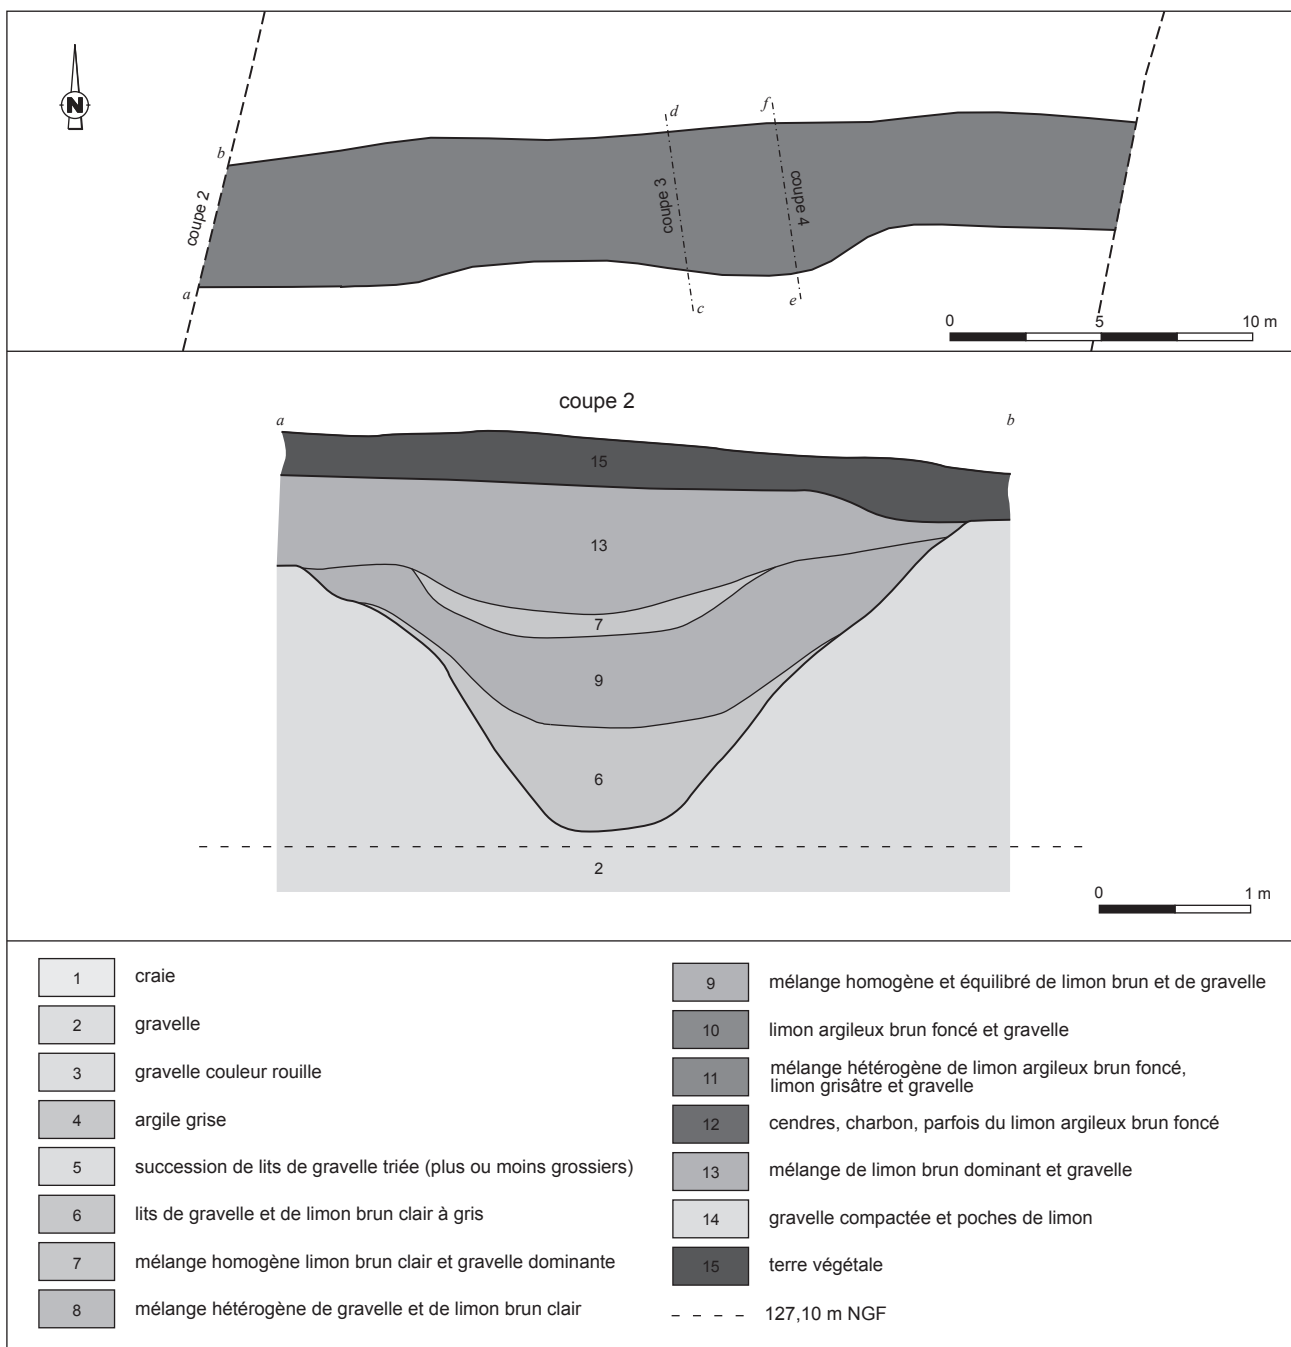 N
d
f
b
coupe 2
coupe 3
coupe 4
a
c
e
0 5 10 m
coupe 2
a
b
15
13
7
9
6
2
0 1 m
1 craie
2 gravelle
3 gravelle couleur rouille
4 argile grise
5 succession de lits de gravelle triée (plus ou moins grossiers)
6 lits de gravelle et de limon brun clair à gris
7 mélange homogène limon brun clair et gravelle dominante
8 mélange hétérogène de gravelle et de limon brun clair
9 mélange homogène et équilibré de limon brun et de gravelle
10 limon argileux brun foncé et gravelle
11 mélange hétérogène de limon argileux brun foncé,
limon grisâtre et gravelle
12 cendres, charbon, parfois du limon argileux brun foncé
13 mélange de limon brun dominant et gravelle
14 gravelle compactée et poches de limon
15 terre végétale
127,10 m NGF